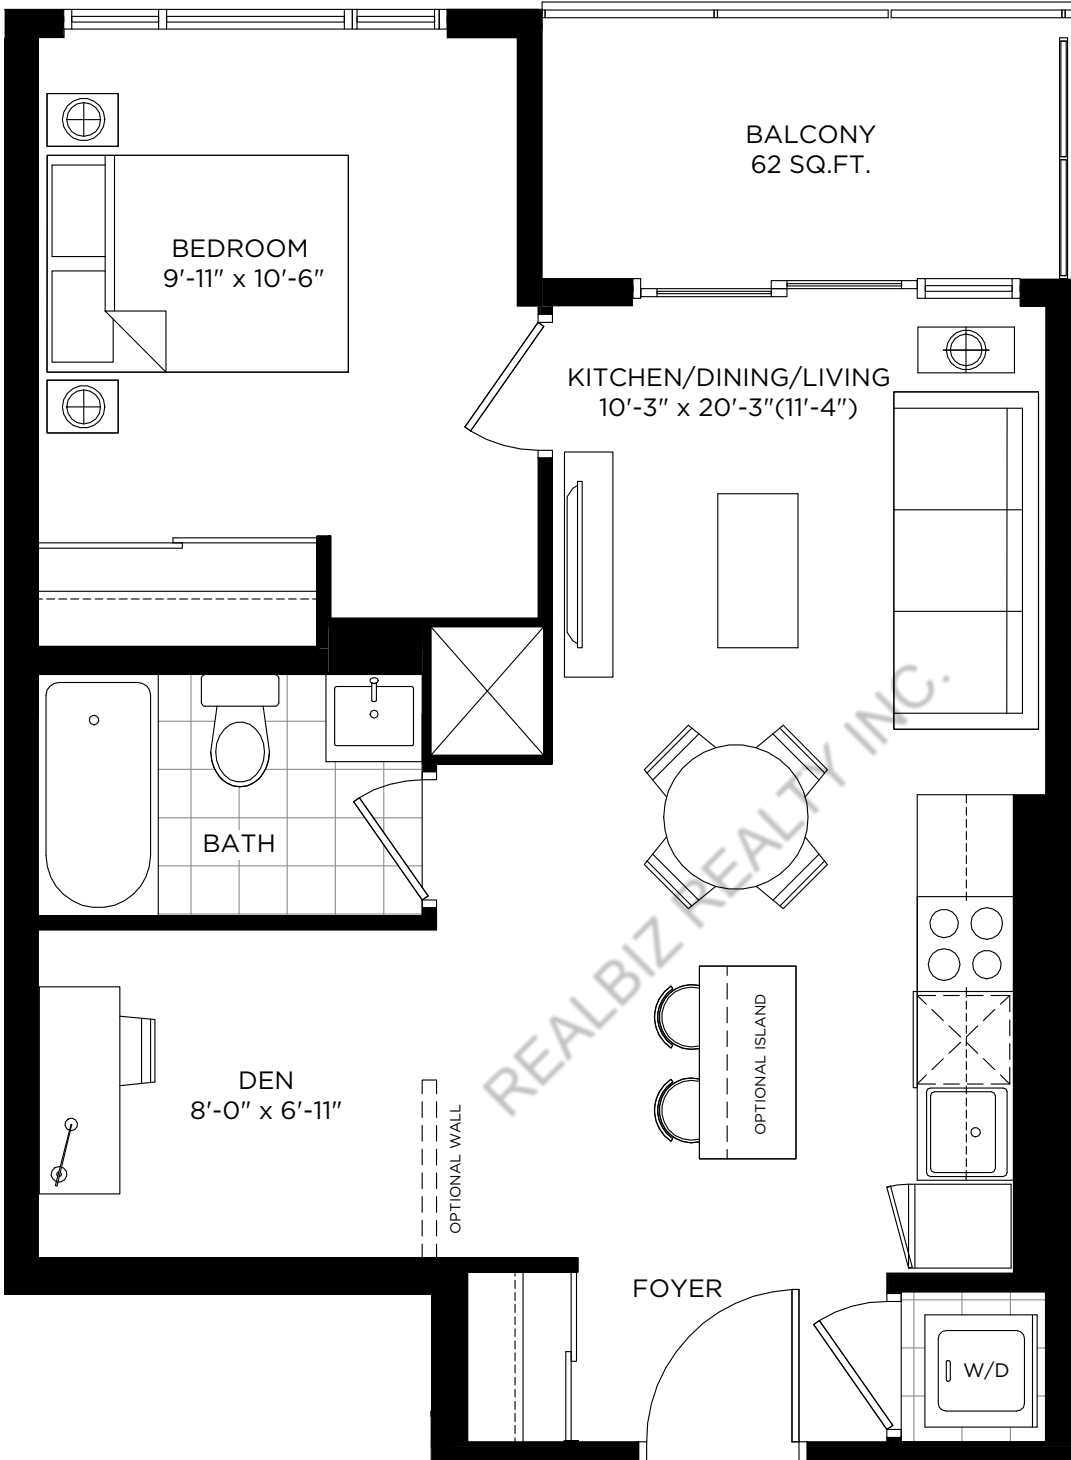 BALCONY
62 SQ.FT.
BEDROOM
9'-11" x 10'-6"
KITCHEN/DINING/LIVING
10'-3" x 20'-3"(11'-4")
BATH
REALBIZ REALTY INC.
OPTIONAL ISLAND
DEN
8'-0" x 6'-11"
OPTIONAL WALL
FOYER
W/D